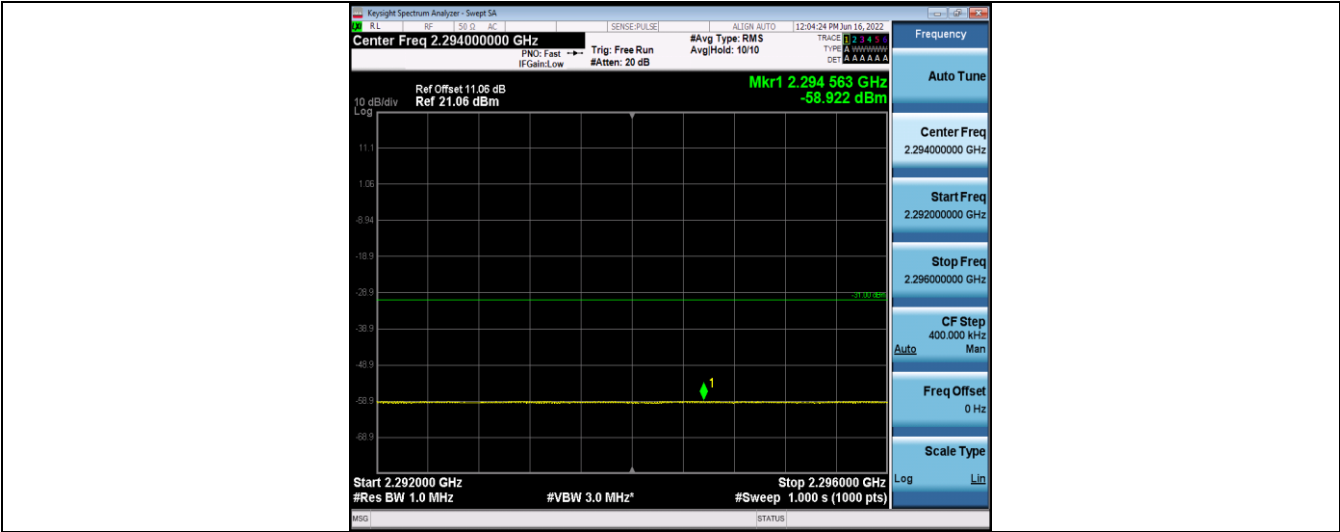 Keysight Spectrum Analyzer - Swept SA
RL RF 50 Ω AC SENSE:PULSE ALIGN AUTO 12:04:24 PM Jun 16, 2022
Center Freq 2.294000000 GHz
PNO: Fast
IFGain:Low
Trig: Free Run
#Atten: 20 dB
#Avg Type: RMS
Avg|Hold: 10/10
TRACE 1 2 3 4 5 6
TYPE A WWWWW
DET A A A A A A
Ref Offset 11.06 dB
10 dB/div Ref 21.06 dBm
Log
Mkr1 2.294 563 GHz
-58.922 dBm
11.1
1.06
-8.94
-18.9
-28.9
-31.00 dBm
-38.9
-48.9
1
-58.9
-68.9
Start 2.292000 GHz Stop 2.296000 GHz
#Res BW 1.0 MHz #VBW 3.0 MHz* #Sweep 1.000 s (1000 pts)
MSG STATUS
Frequency
Auto Tune
Center Freq
2.294000000 GHz
Start Freq
2.292000000 GHz
Stop Freq
2.296000000 GHz
CF Step
400.000 kHz
Auto Man
Freq Offset
0 Hz
Scale Type
Log Lin